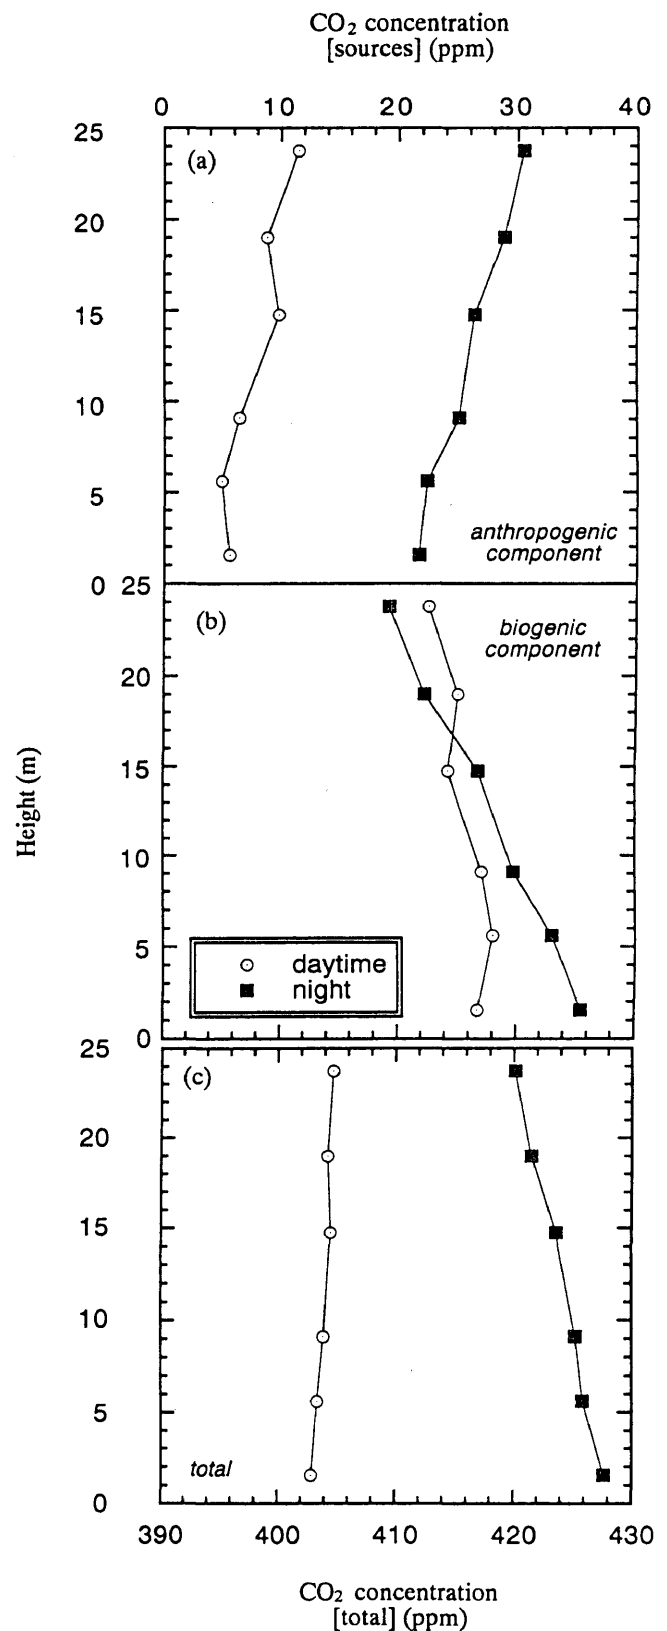 CO₂ concentration
[sources] (ppm)
0 10 20 30 40
25
(a)
20
15
10
5
anthropogenic
component
0
25
(b)
biogenic
component
20
15
10
5
daytime
night
0
Height (m)
25
(c)
20
15
10
5
total
0
390 400 410 420 430
CO₂ concentration
[total] (ppm)